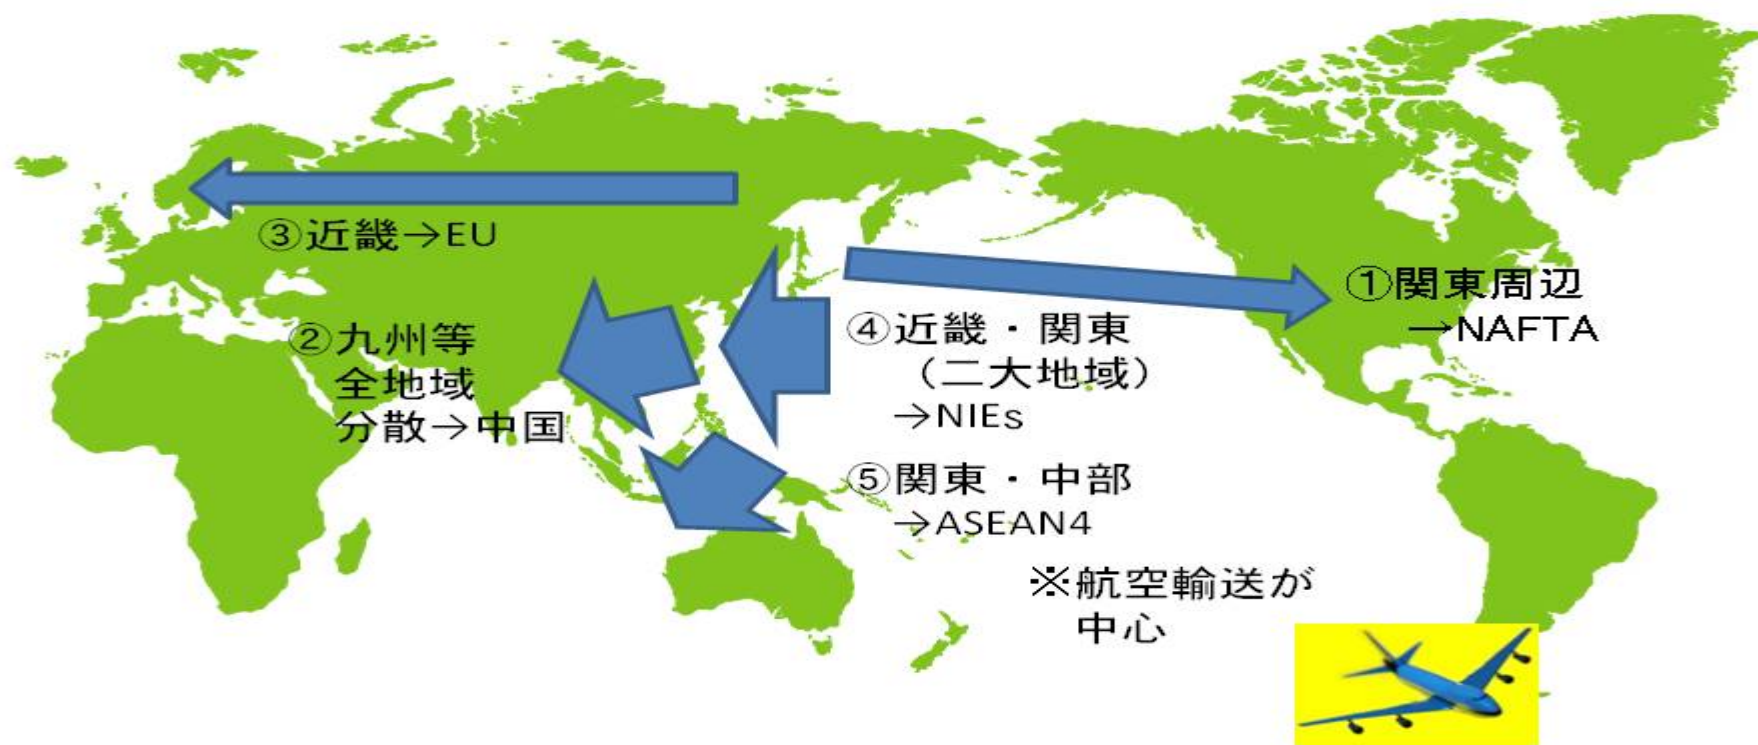 ③近畿→EU
①関東周辺
→NAFTA
②九州等
全地域
分散→中国
④近畿・関東
（二大地域）
→NIEs
⑤関東・中部
→ASEAN4
※航空輸送が
中心